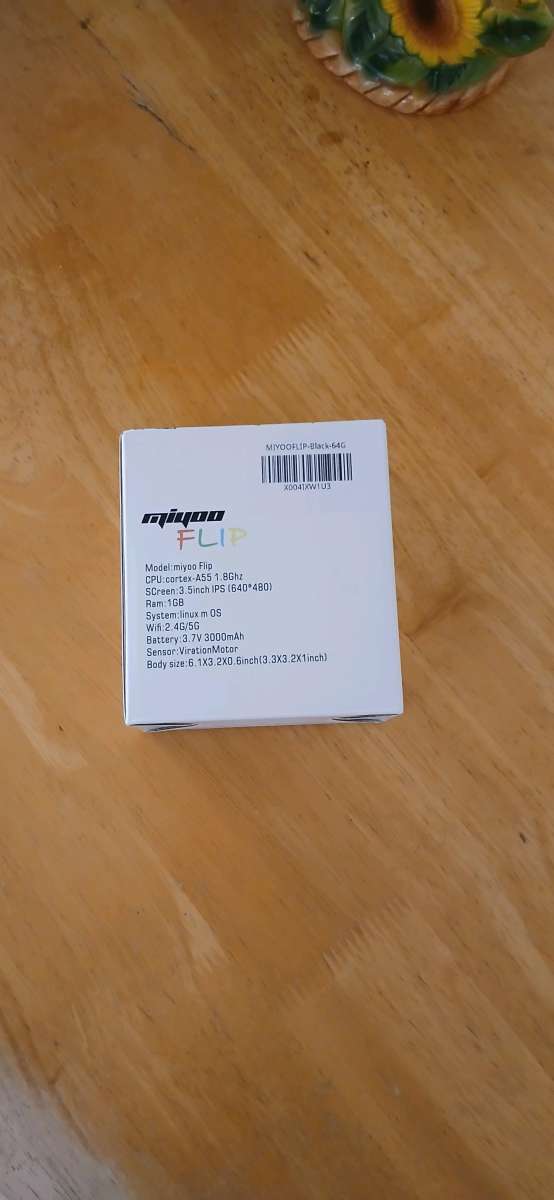 MIYOOFLIP-Black-64G
X004IXW1U3
miyoo
FLIP
Model:miyoo Flip
CPU:cortex-A55 1.8Ghz
SCreen:3.5inch IPS (640*480)
Ram:1GB
System:linux m OS
Wifi:2.4G/5G
Battery:3.7V 3000mAh
Sensor:VirationMotor
Body size:6.1X3.2X0.6inch(3.3X3.2X1inch)